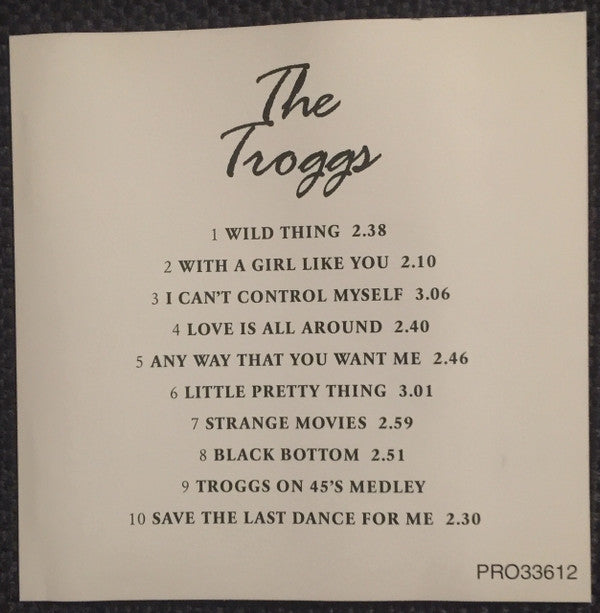 The
Troggs
1 WILD THING 2.38
2 WITH A GIRL LIKE YOU 2.10
3 I CAN'T CONTROL MYSELF 3.06
4 LOVE IS ALL AROUND 2.40
5 ANY WAY THAT YOU WANT ME 2.46
6 LITTLE PRETTY THING 3.01
7 STRANGE MOVIES 2.59
8 BLACK BOTTOM 2.51
9 TROGGS ON 45'S MEDLEY
10 SAVE THE LAST DANCE FOR ME 2.30
PRO33612